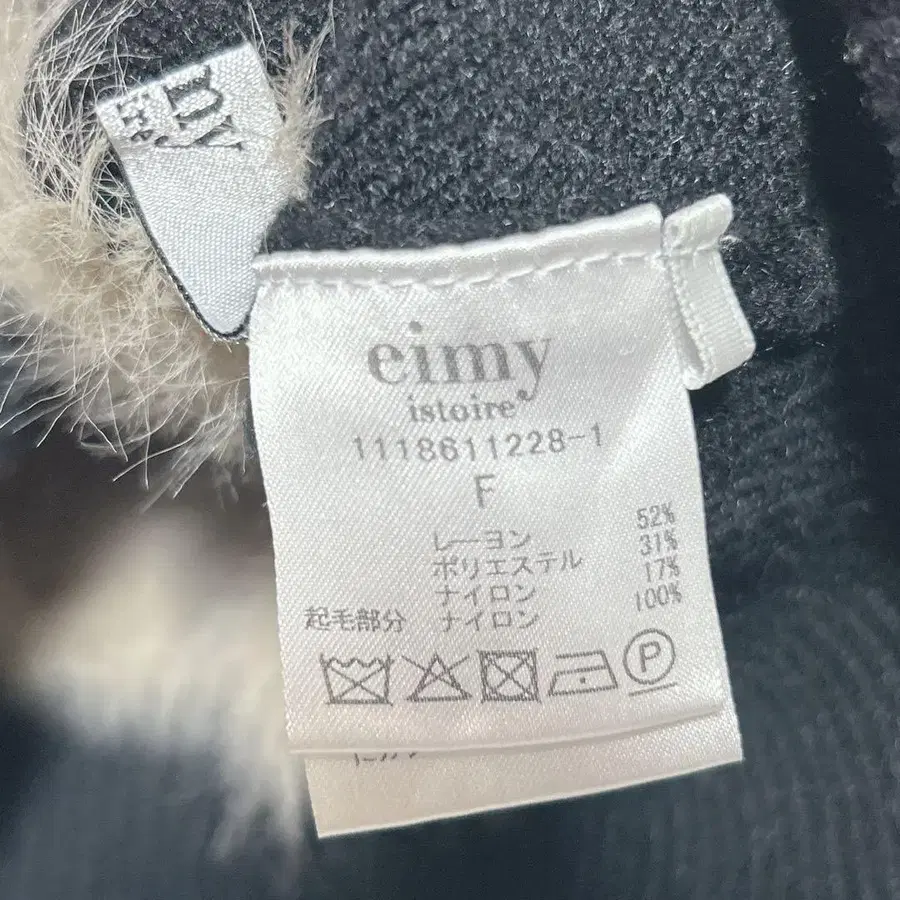 my
eimy
istoire
1118611228-1
F
レーヨン 52%
ポリエステル 31%
ナイロン 17%
起毛部分 ナイロン 100%
P